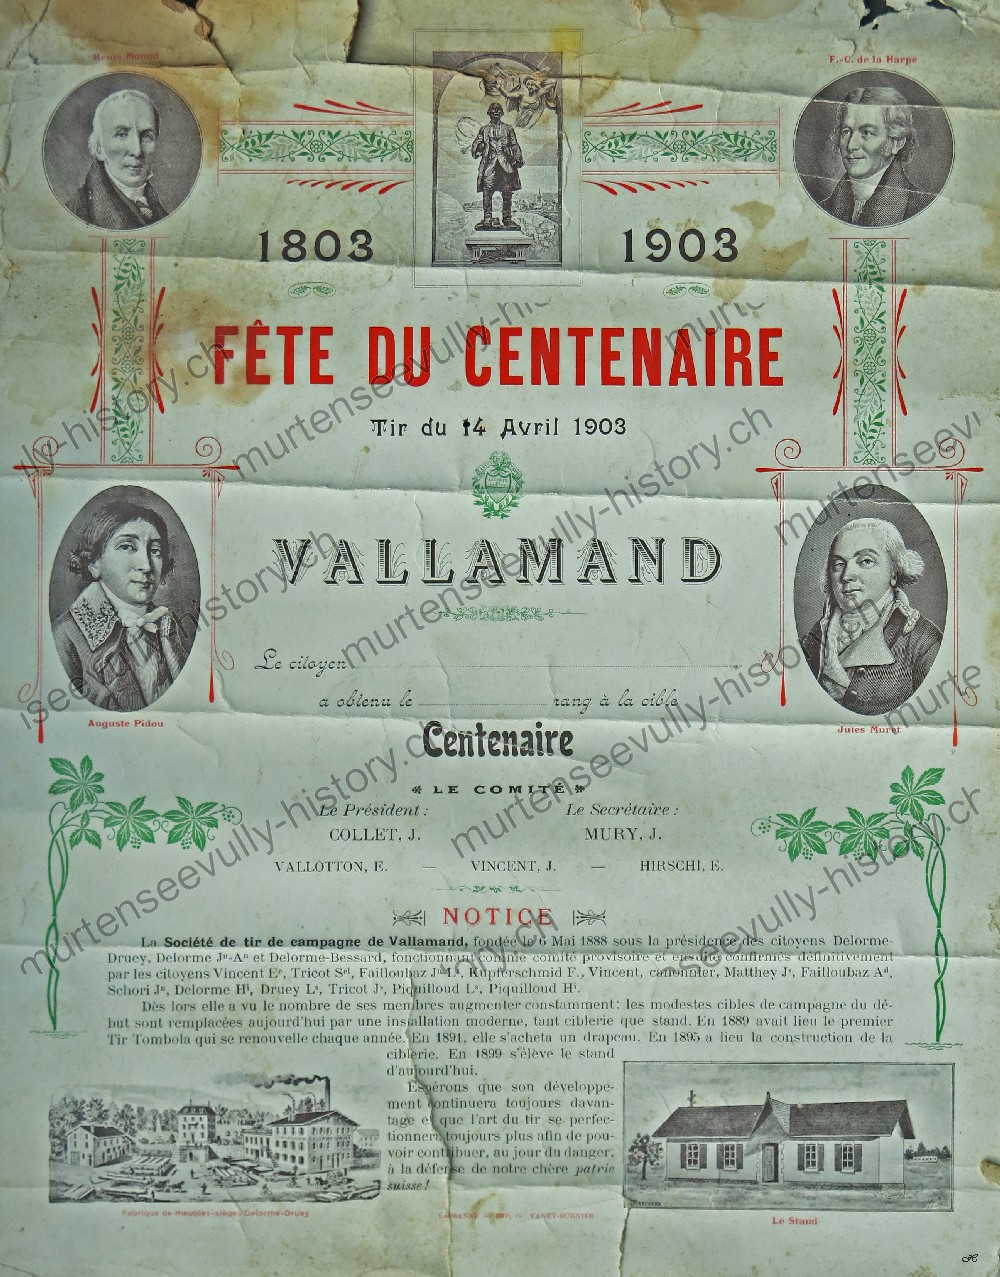 Henri Monod
F.-C. de la Harpe
1803
1903
FÊTE DU CENTENAIRE
Tir du 14 Avril 1903
VALLAMAND
Le citoyen
a obtenu le rang à la cible
Auguste Pidou
Jules Muret
Centenaire
LE COMITÉ
Le Président : Le Secrétaire :
COLLET, J. MURY, J.
VALLOTTON, E. — VINCENT, J. — HIRSCHI, E.
NOTICE
La Société de tir de campagne de Vallamand, fondée le 6 Mai 1888 sous la présidence des citoyens Delorme-
Druey, Delorme Jn-An et Delorme-Bessard, fonctionnant comme comité provisoire et ensuite confirmés définitivement
par les citoyens Vincent Er, Tricot Sel, Failloubaz, Kupferschmid F., Vincent, cantonnier, Matthey Js, Failloubaz Ad,
Schori Jn, Delorme Hi, Druey Ls, Tricot Js, Piquilloud Ls, Piquilloud Hi.
Dès lors elle a vu le nombre de ses membres augmenter constamment; les modestes cibles de campagne du dé-
but sont remplacées aujourd'hui par une installation moderne, tant ciblerie que stand. En 1889 avait lieu le premier
Tir Tombola qui se renouvelle chaque année. En 1891, elle s'acheta un drapeau. En 1895 a lieu la construction de la
ciblerie. En 1899 s'élève le stand
d'aujourd'hui.
Espérons que son développe-
ment continuera toujours davan-
tage et que l'art du tir se perfec-
tionnera toujours plus afin de pou-
voir contribuer, au jour du danger,
à la défense de notre chère patrie
suisse !
Fabrique de meubles-sièges Delorme-Druey
LAUSANNE — IMP. G. VANEY-BURNIER
Le Stand
murtenseevully-history.ch